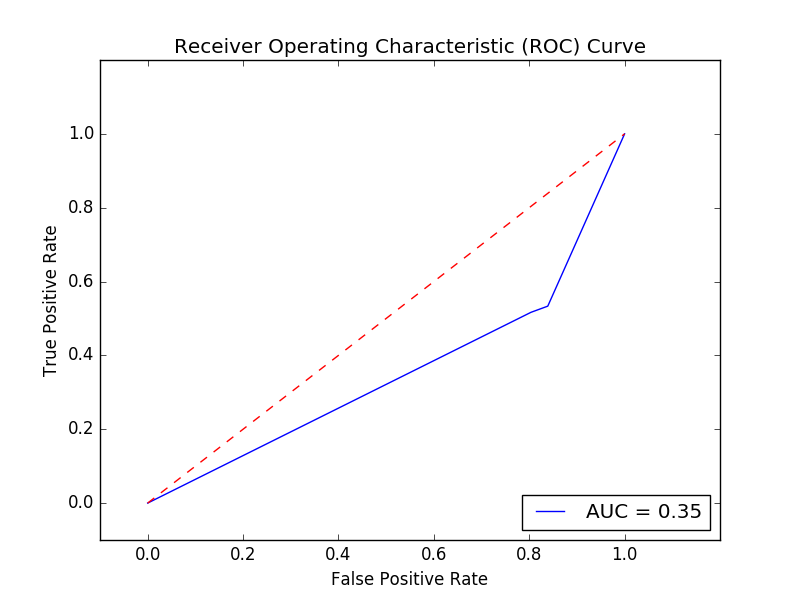 Receiver Operating Characteristic (ROC) Curve
True Positive Rate
1.0
0.8
0.6
0.4
0.2
0.0
AUC = 0.35
0.0 0.2 0.4 0.6 0.8 1.0
False Positive Rate